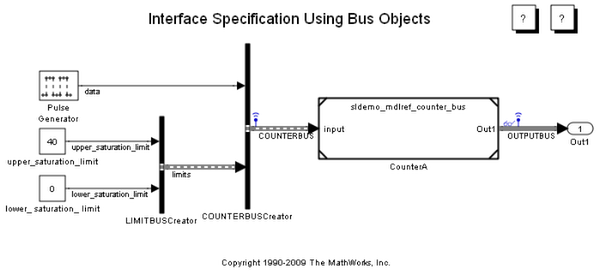 Interface Specification Using Bus Objects
? ?
Pulse
Generator
data
40
upper_saturation_limit
upper_saturation_limit
0
lower_saturation_limit
lower_ saturation_ limit
LIMITBUSCreator
limits
COUNTERBUSCreator
COUNTERBUS
sldemo_mdlref_counter_bus
input
Out1
CounterA
OUTPUTBUS
1
Out1
Copyright 1990-2009 The MathWorks, Inc.